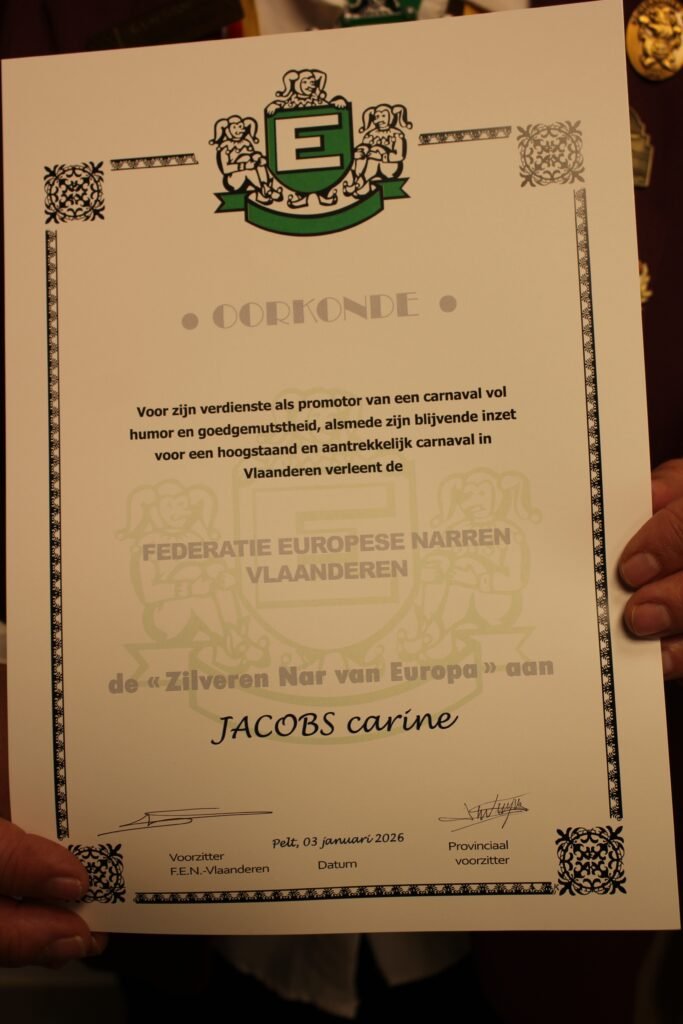 E
• OORKONDE •
Voor zijn verdienste als promotor van een carnaval vol
humor en goedgemutstheid, alsmede zijn blijvende inzet
voor een hoogstaand en aantrekkelijk carnaval in
Vlaanderen verleent de
FEDERATIE EUROPESE NARREN
VLAANDEREN
de « Zilveren Nar van Europa » aan
JACOBS carine
Pelt, 03 januari 2026
Voorzitter
F.E.N.-Vlaanderen
Datum
Provinciaal
voorzitter